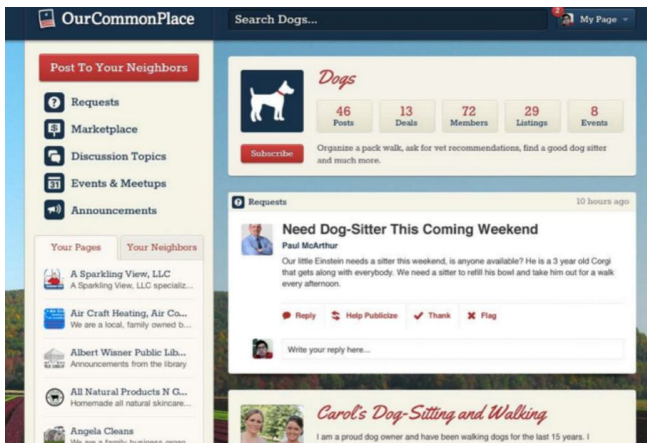 OurCommonPlace
Search Dogs...
2
My Page
Post To Your Neighbors
Requests
Marketplace
Discussion Topics
31
Events & Meetups
Announcements
Your Pages
Your Neighbors
A Sparkling View, LLC
A Sparkling View, LLC specializ...
Air Craft Heating, Air Co...
We are a local, family owned b...
Albert Wisner Public Lib...
Announcements from the library
All Natural Products N G...
Homemade all natural skincare...
Angela Cleans
We are a family business organ
Dogs
46
Posts
13
Deals
72
Members
29
Listings
8
Events
Subscribe
Organize a pack walk, ask for vet recommendations, find a good dog sitter
and much more.
Requests
10 hours ago
Need Dog-Sitter This Coming Weekend
Paul McArthur
Our little Einstein needs a sitter this weekend, is anyone available? He is a 3 year old Corgi
that gets along with everybody. We need a sitter to refill his bowl and take him out for a walk
every afternoon.
Reply
Help Publicize
Thank
Flag
Write your reply here...
Carol's Dog-Sitting and Walking
I am a proud dog owner and have been walking dogs for the last 15 years. I